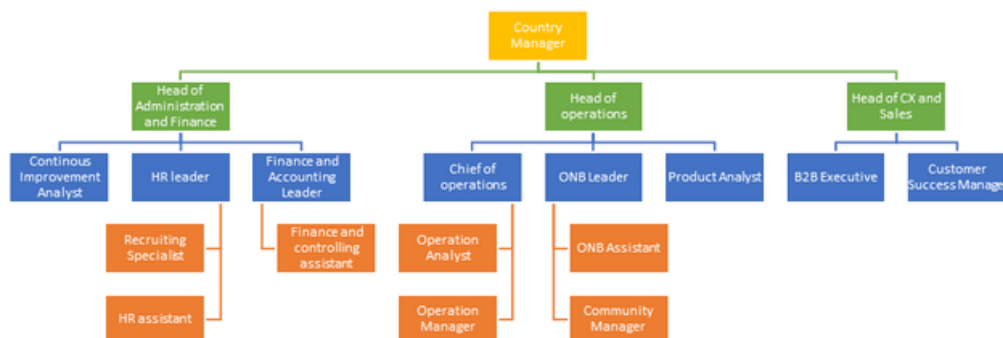 Country
Manager
Head of
Administration
and Finance
Head of
operations
Head of CX and
Sales
Continous
Improvement
Analyst
HR leader
Finance and
Accounting
Leader
Chief of
operations
ONB Leader
Product Analyst
B2B Executive
Customer
Success Manager
Recruiting
Specialist
Finance and
controlling
assistant
Operation
Analyst
ONB Assistant
HR assistant
Operation
Manager
Community
Manager